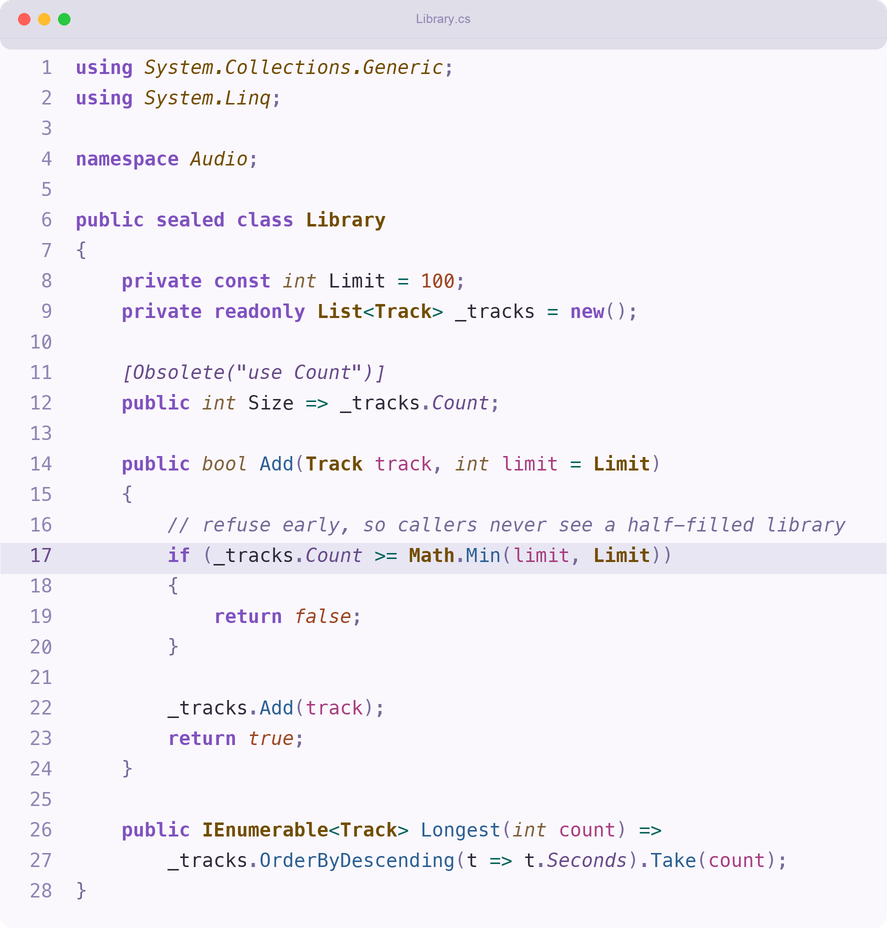 Library.cs
1 using System.Collections.Generic;
2 using System.Linq;
3
4 namespace Audio;
5
6 public sealed class Library
7 {
8     private const int Limit = 100;
9     private readonly List<Track> _tracks = new();
10
11     [Obsolete("use Count")]
12     public int Size => _tracks.Count;
13
14     public bool Add(Track track, int limit = Limit)
15     {
16         // refuse early, so callers never see a half-filled library
17         if (_tracks.Count >= Math.Min(limit, Limit))
18         {
19             return false;
20         }
21
22         _tracks.Add(track);
23         return true;
24     }
25
26     public IEnumerable<Track> Longest(int count) =>
27         _tracks.OrderByDescending(t => t.Seconds).Take(count);
28 }